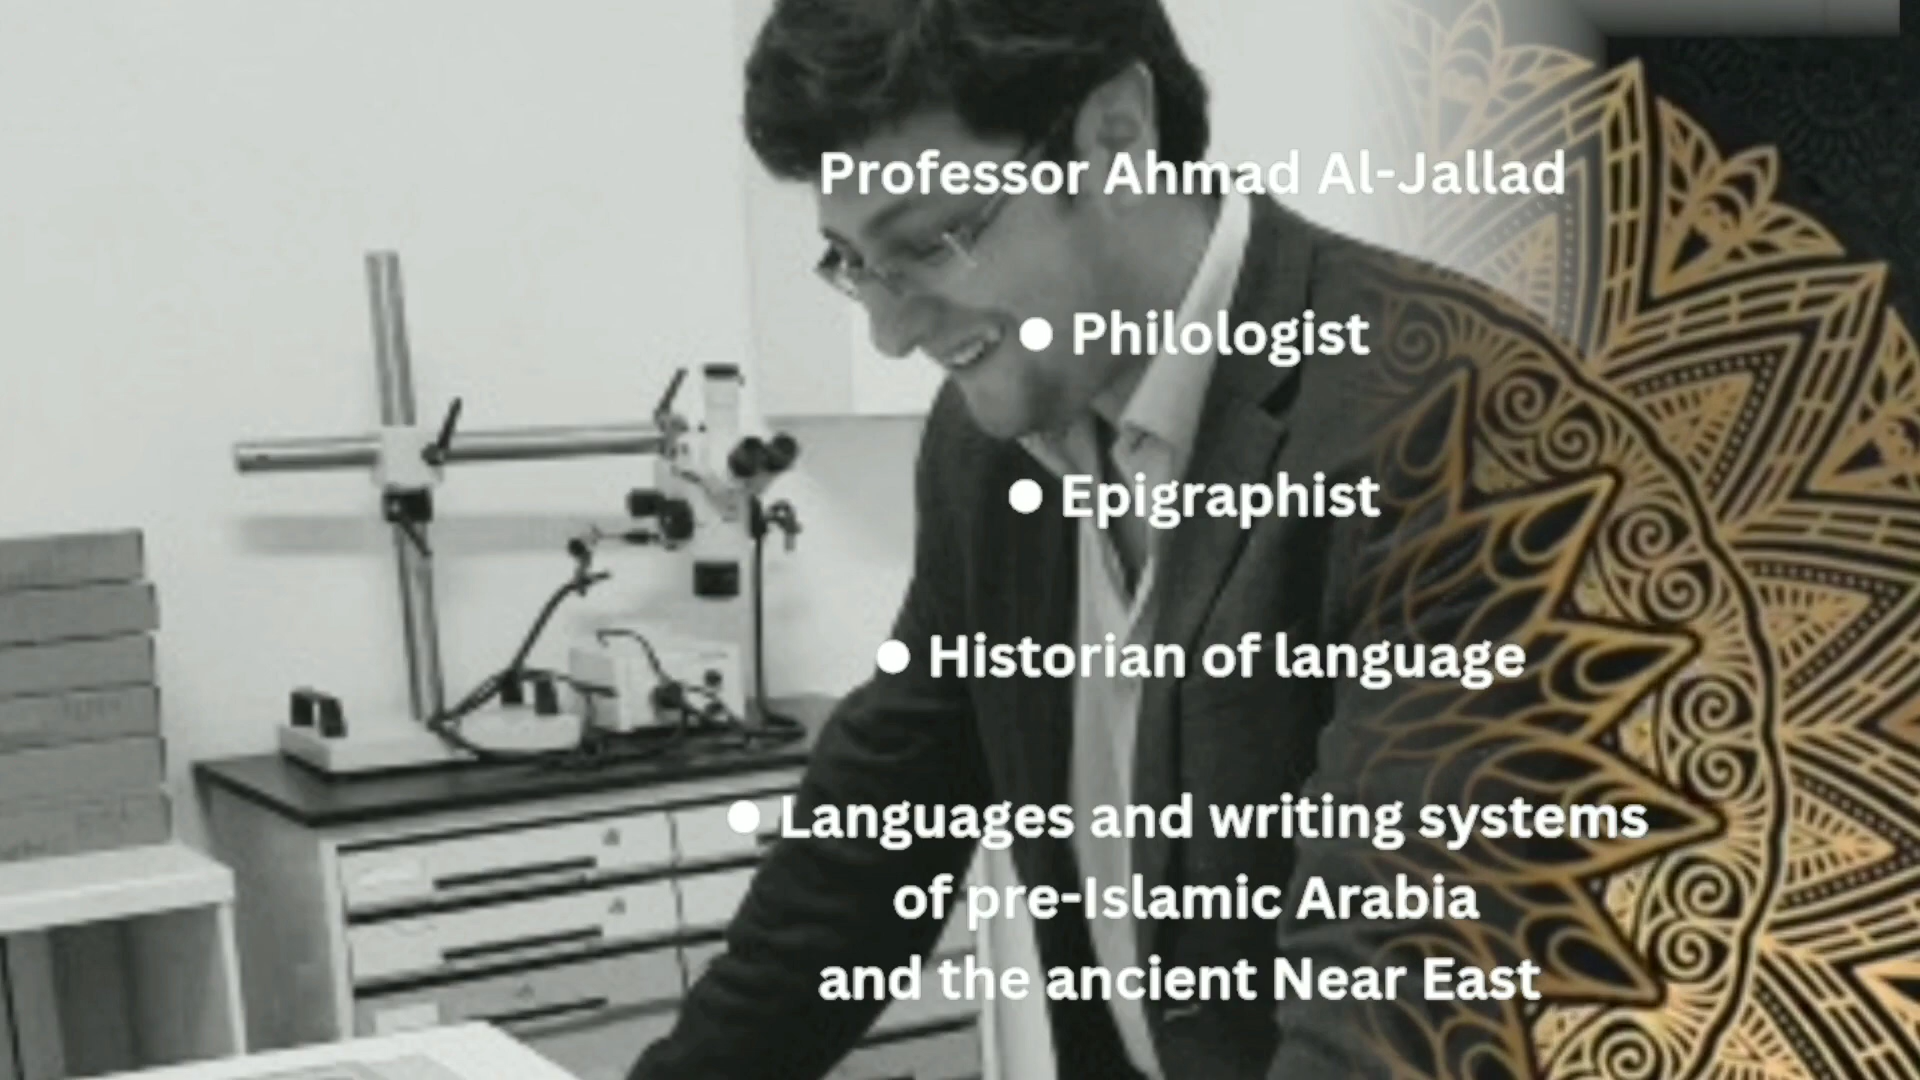 Professor Ahmad Al-Jallad
● Philologist
● Epigraphist
● Historian of language
● Languages and writing systems
of pre-Islamic Arabia
and the ancient Near East